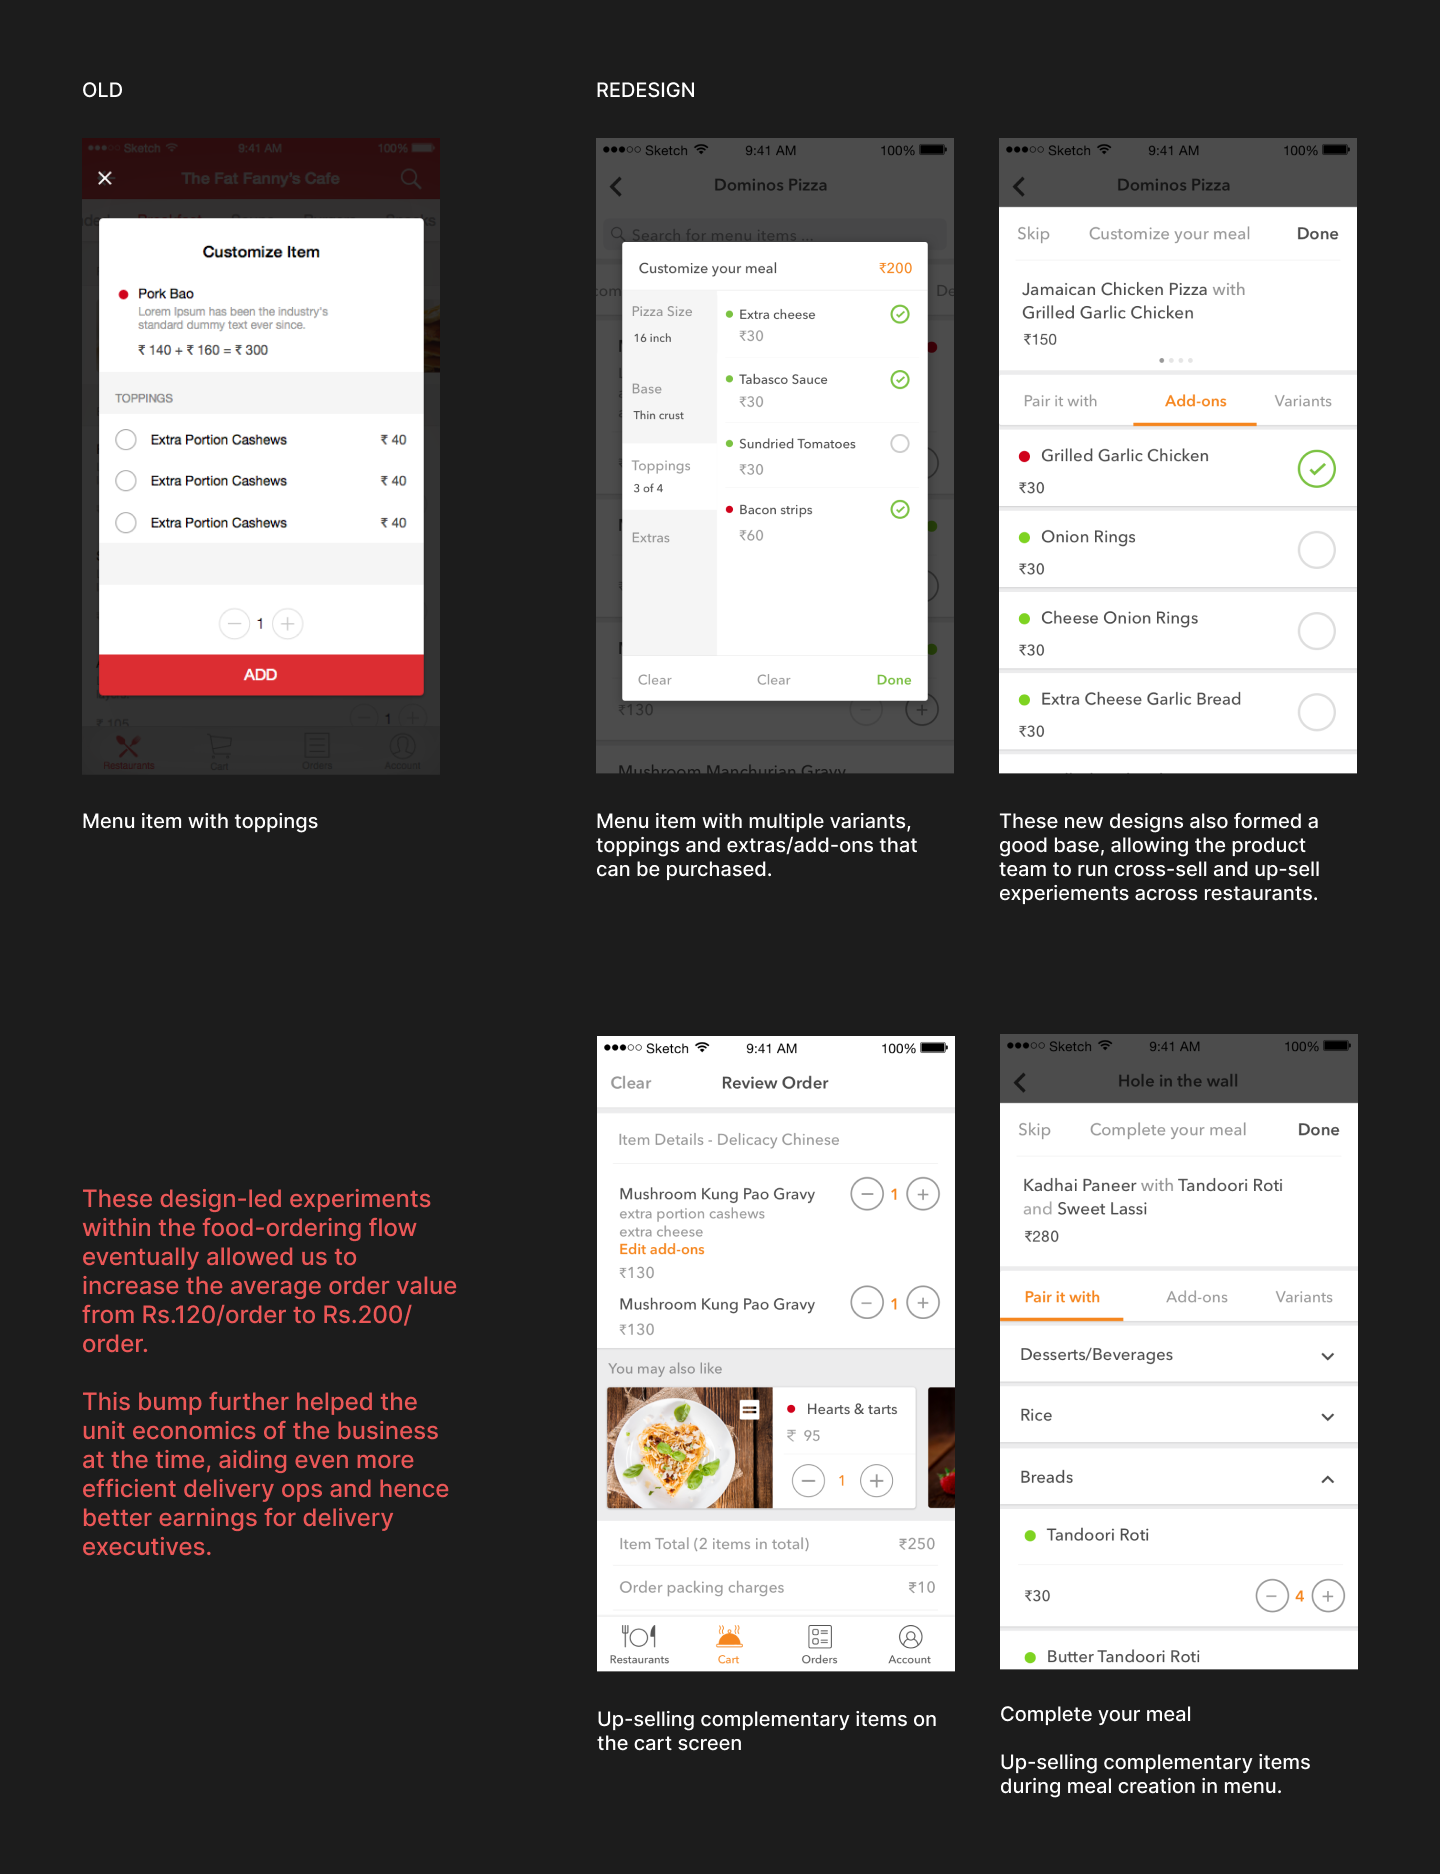 OLD
REDESIGN
Sketch 9:41 AM 100%
The Fat Fanny's Cafe
Customize Item
Pork Bao
Lorem Ipsum has been the industry's
standard dummy text ever since.
₹ 140 + ₹ 160 = ₹ 300
TOPPINGS
Extra Portion Cashews ₹ 40
Extra Portion Cashews ₹ 40
Extra Portion Cashews ₹ 40
1
ADD
₹ 105 1
Restaurants Cart Orders Account
Menu item with toppings
Sketch 9:41 AM 100%
Dominos Pizza
Search for menu items ...
Customize your meal ₹200
Pizza Size
16 inch
Base
Thin crust
Toppings
3 of 4
Extras
Extra cheese
₹30
Tabasco Sauce
₹30
Sundried Tomatoes
₹30
Bacon strips
₹60
Clear Clear Done
₹130
Mushroom Manchurian Gravy
Menu item with multiple variants,
toppings and extras/add-ons that
can be purchased.
Sketch 9:41 AM 100%
Dominos Pizza
Skip Customize your meal Done
Jamaican Chicken Pizza with
Grilled Garlic Chicken
₹150
Pair it with Add-ons Variants
Grilled Garlic Chicken
₹30
Onion Rings
₹30
Cheese Onion Rings
₹30
Extra Cheese Garlic Bread
₹30
These new designs also formed a
good base, allowing the product
team to run cross-sell and up-sell
experiements across restaurants.
These design-led experiments
within the food-ordering flow
eventually allowed us to
increase the average order value
from Rs.120/order to Rs.200/
order.
This bump further helped the
unit economics of the business
at the time, aiding even more
efficient delivery ops and hence
better earnings for delivery
executives.
Sketch 9:41 AM 100%
Clear Review Order
Item Details - Delicacy Chinese
Mushroom Kung Pao Gravy 1
extra portion cashews
extra cheese
Edit add-ons
₹130
Mushroom Kung Pao Gravy 1
₹130
You may also like
Hearts & tarts
₹ 95
1
Item Total (2 items in total) ₹250
Order packing charges ₹10
Restaurants Cart Orders Account
Up-selling complementary items on
the cart screen
Sketch 9:41 AM 100%
Hole in the wall
Skip Complete your meal Done
Kadhai Paneer with Tandoori Roti
and Sweet Lassi
₹280
Pair it with Add-ons Variants
Desserts/Beverages
Rice
Breads
Tandoori Roti
₹30 4
Butter Tandoori Roti
Complete your meal
Up-selling complementary items
during meal creation in menu.